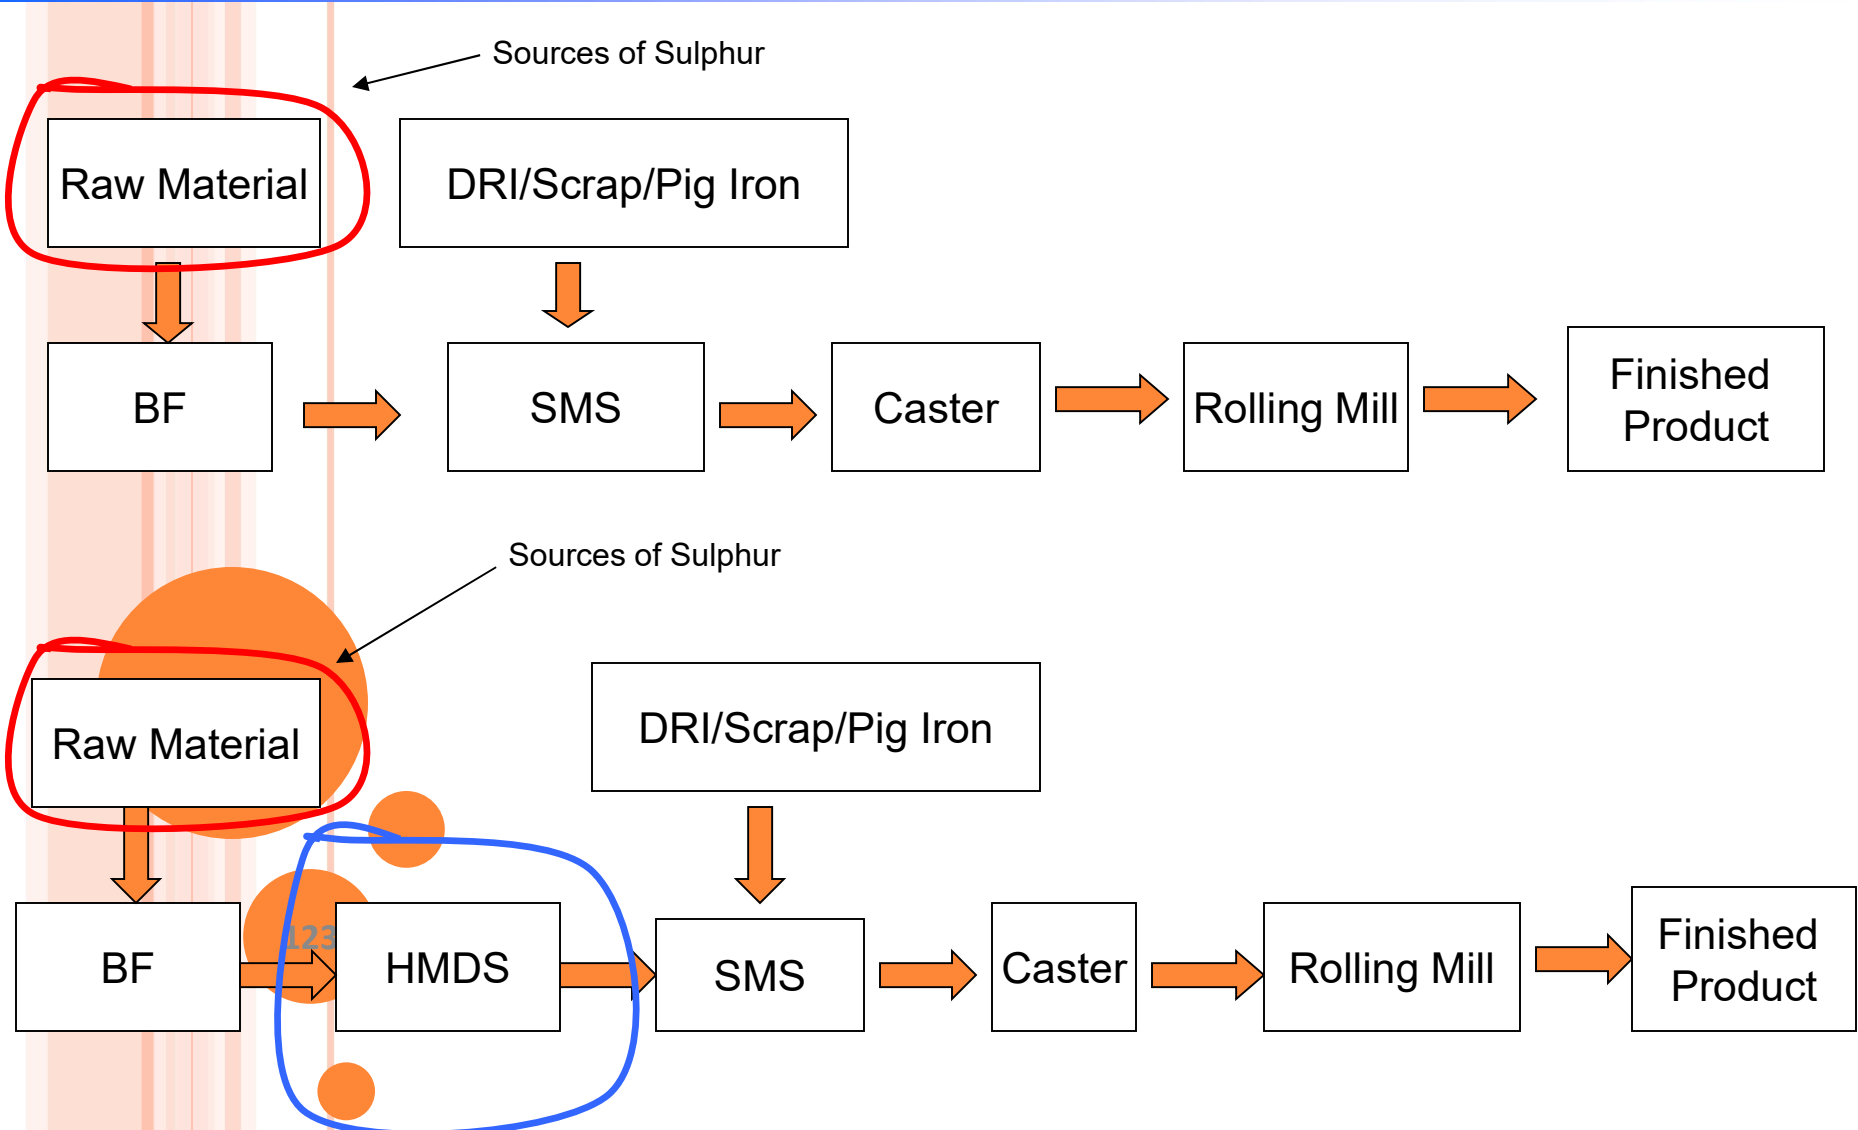 Sources of Sulphur
Raw Material
DRI/Scrap/Pig Iron
BF
SMS
Caster
Rolling Mill
Finished
Product
Sources of Sulphur
Raw Material
DRI/Scrap/Pig Iron
123
BF
HMDS
SMS
Caster
Rolling Mill
Finished
Product